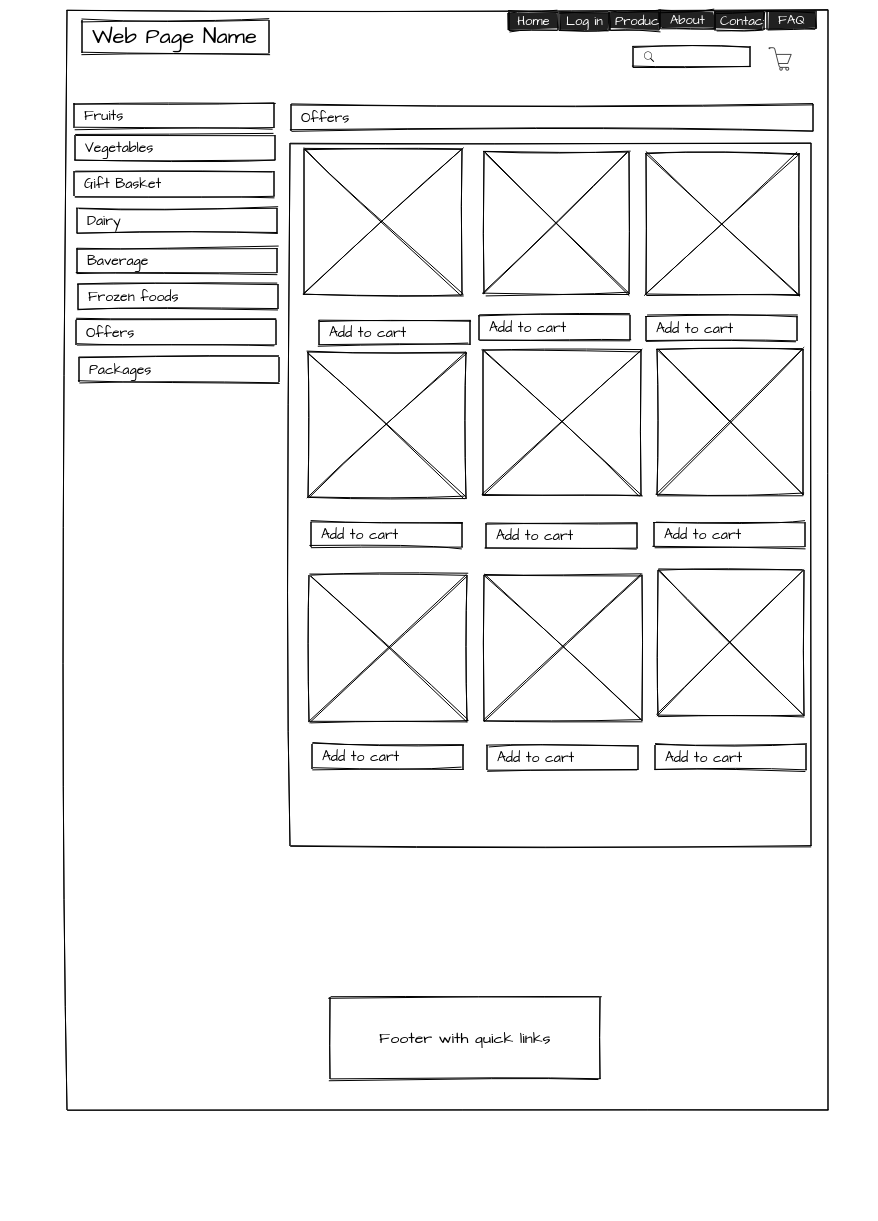 Home Log in Produc About Contac FAQ
Web Page Name
Fruits
Vegetables
Gift Basket
Dairy
Baverage
Frozen foods
Offers
Packages
Offers
Add to cart Add to cart Add to cart
Add to cart Add to cart Add to cart
Add to cart Add to cart Add to cart
Footer with quick links